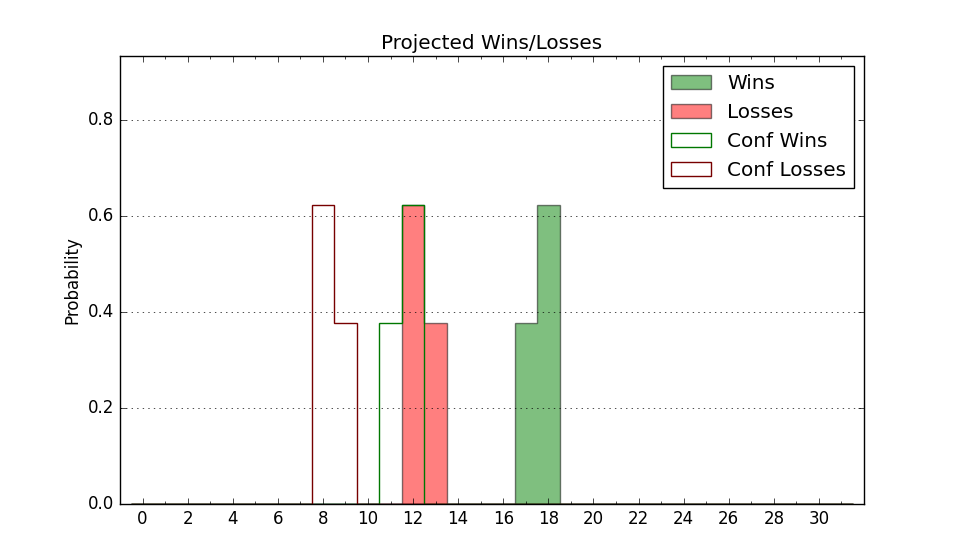 Projected Wins/Losses
Wins
Losses
Conf Wins
Conf Losses
Probability
0.8
0.6
0.4
0.2
0.0
0 2 4 6 8 10 12 14 16 18 20 22 24 26 28 30